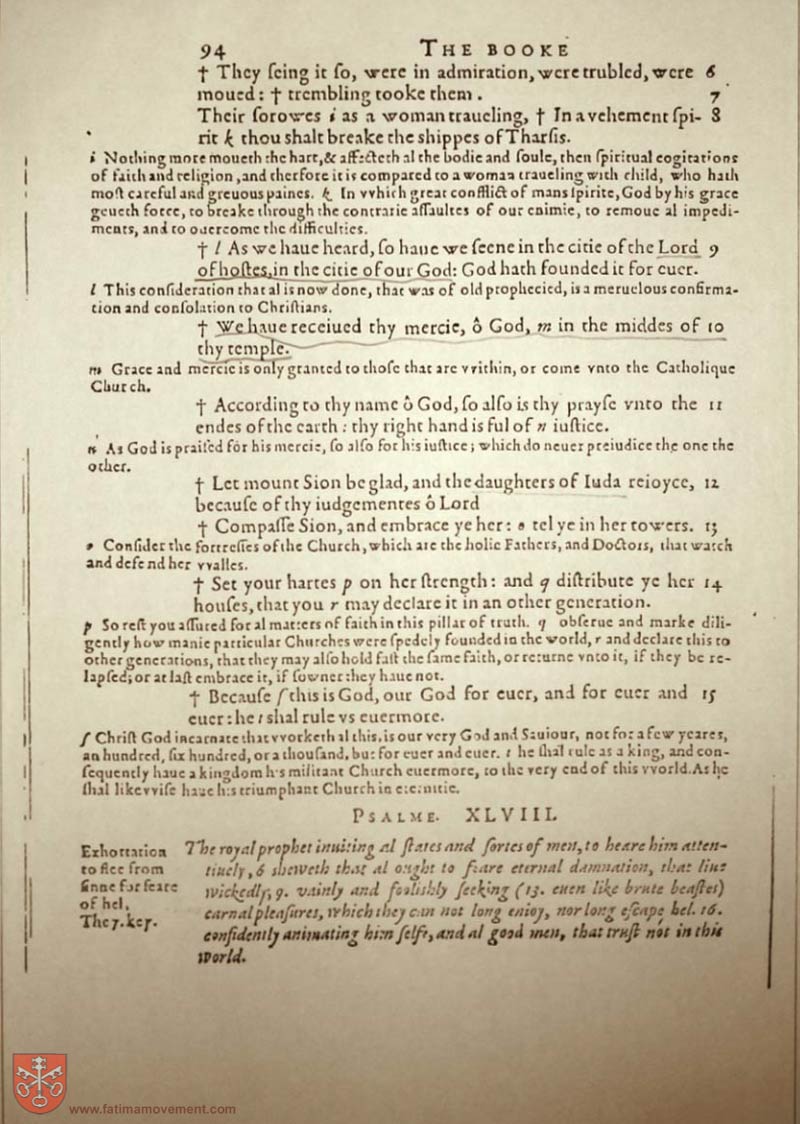 94 THE BOOKE
† They ſeing it ſo, were in admiration, were trubled, were 6
moued: † trembling tooke them. 7
Their ſorowes i as a woman traueling, † In a vehement ſpi- 8
rit k thou shalt breake the shippes of Tharſis.
i Nothing more moueth the hart, & affecteth al the bodie and ſoule, then ſpiritual cogitations
of faith and religion, and therfore it is compared to a woman traueling with child, who hath
moſt careful and greuous paines. k In vvhich great conflict of mans ſpirite, God by his grace
geueth force, to breake through the contrarie aſſaultes of our enimie, to remoue al impedi-
ments, and to ouercome the difficulties.
† l As we haue heard, ſo haue we ſeene in the citie of the Lord 9
of hoſtes, in the citie of our God: God hath founded it for euer.
l This conſideration that al is now done, that was of old prophecied, is a meruelous confirma-
tion and conſolation to Chriſtians.
† We haue receiued thy mercie, ô God, m in the middes of 10
thy temple.
m Grace and mercie is only granted to thoſe that are vvithin, or come vnto the Catholique
Church.
† According to thy name ô God, ſo alſo is thy prayſe vnto the 11
endes of the earth: thy right hand is ful of n iuſtice.
n As God is praiſed for his mercie, ſo alſo for his iuſtice; which do neuer preiudice the one the
other.
† Let mount Sion be glad, and the daughters of Iuda reioyce, 12
becauſe of thy iudgementes ô Lord
† Compaſſe Sion, and embrace ye her: o tel ye in her towers. 13
o Conſider the fortreſſes of the Church, which are the holie Fathers, and Doctors, that watch
and defend her vvalles.
† Set your hartes p on her ſtrength: and q diſtribute ye her 14
houſes, that you r may declare it in an other generation.
p So reſt you aſſured for al matters of faith in this pillar of truth. q obſerue and marke dili-
gently how manie particular Churches were ſpedely founded in the world, r and declare this to
other generations, that they may alſo hold faſt the ſame faith, or returne vnto it, if they be re-
lapſed; or at laſt embrace it, if ſowner they haue not.
† Becauſe ſ this is God, our God for euer, and for euer and 15
euer: he t shal rule vs euermore.
ſ Chriſt God incarnate that vvorketh al this, is our very God and Sauiour, not for a few yeares,
an hundred, ſix hundred, or a thouſand, but for euer and euer. t he ſhal rule as a king, and con-
ſequently haue a kingdom his militant Church euermore, to the very end of this vvorld. As he
ſhal likevviſe haue his triumphant Church in eternitie.
PSALME. XLVIII.
Exhortation
to flee from
ſinne for feare
of hel.
The 7. key.
The royal prophet inuiting al ſtates and ſortes of men, to heare him atten-
tiuely, 6 sheweth that al ought to feare eternal damnation, that liue
wickedly, 9. vainly and foolishly ſeeking (13. euen like brute beaſtes)
carnal pleaſures, which they can not long enioy, nor long eſcape hel. 16.
confidently animating him ſelfe, and al good men, that truſt not in this
world.
www.fatimamovement.com